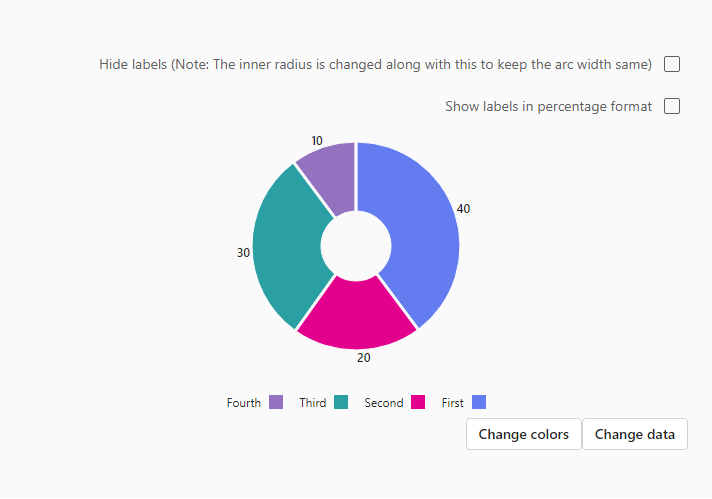 Hide labels (Note: The inner radius is changed along with this to keep the arc width same)
Show labels in percentage format
10
40
30
20
Fourth Third Second First
Change colors Change data